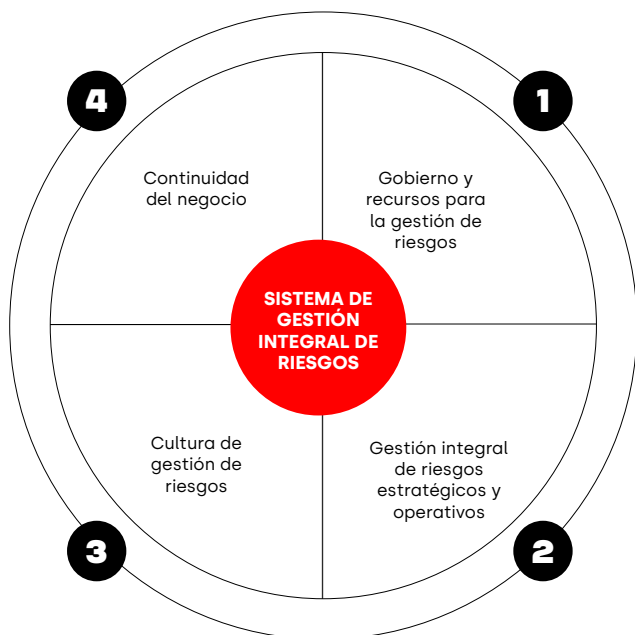 4
1
Continuidad
del negocio
Gobierno y
recursos para
la gestión de
riesgos
SISTEMA DE
GESTIÓN
INTEGRAL DE
RIESGOS
Cultura de
gestión de
riesgos
Gestión integral
de riesgos
estratégicos y
operativos
3
2